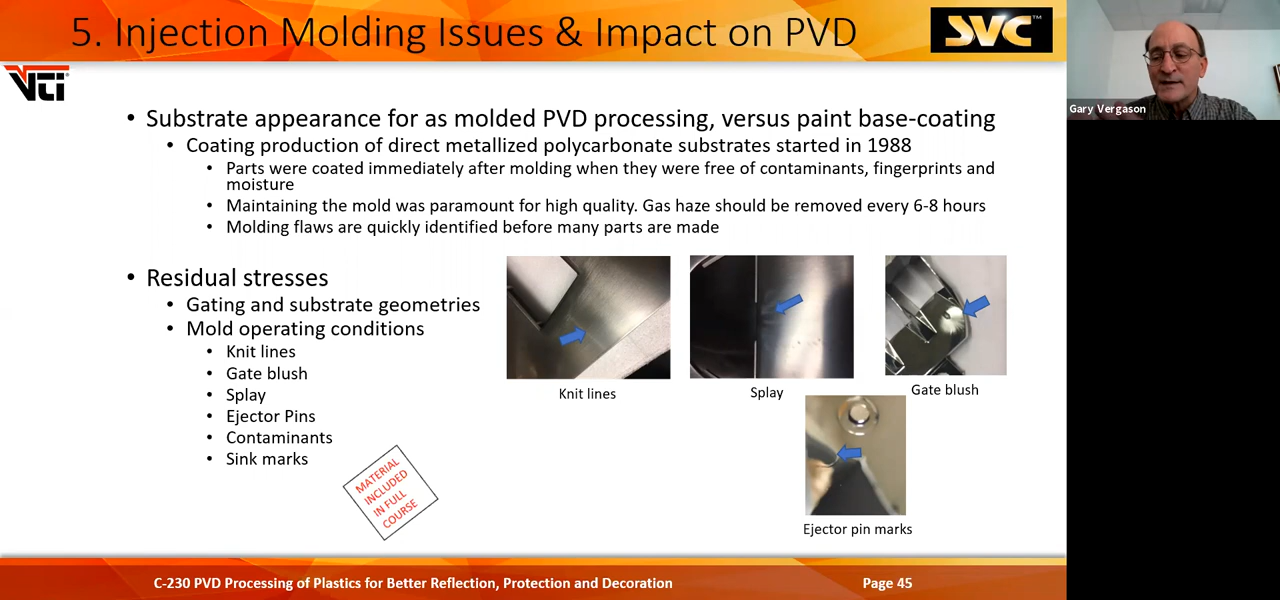 5. Injection Molding Issues & Impact on PVD
SVC™
VTI
Gary Vergason
• Substrate appearance for as molded PVD processing, versus paint base-coating
• Coating production of direct metallized polycarbonate substrates started in 1988
• Parts were coated immediately after molding when they were free of contaminants, fingerprints and
moisture
• Maintaining the mold was paramount for high quality. Gas haze should be removed every 6-8 hours
• Molding flaws are quickly identified before many parts are made
• Residual stresses
• Gating and substrate geometries
• Mold operating conditions
• Knit lines
• Gate blush
• Splay
• Ejector Pins
• Contaminants
• Sink marks
Knit lines
Splay
Gate blush
Ejector pin marks
MATERIAL
INCLUDED
IN FULL
COURSE
C-230 PVD Processing of Plastics for Better Reflection, Protection and Decoration
Page 45